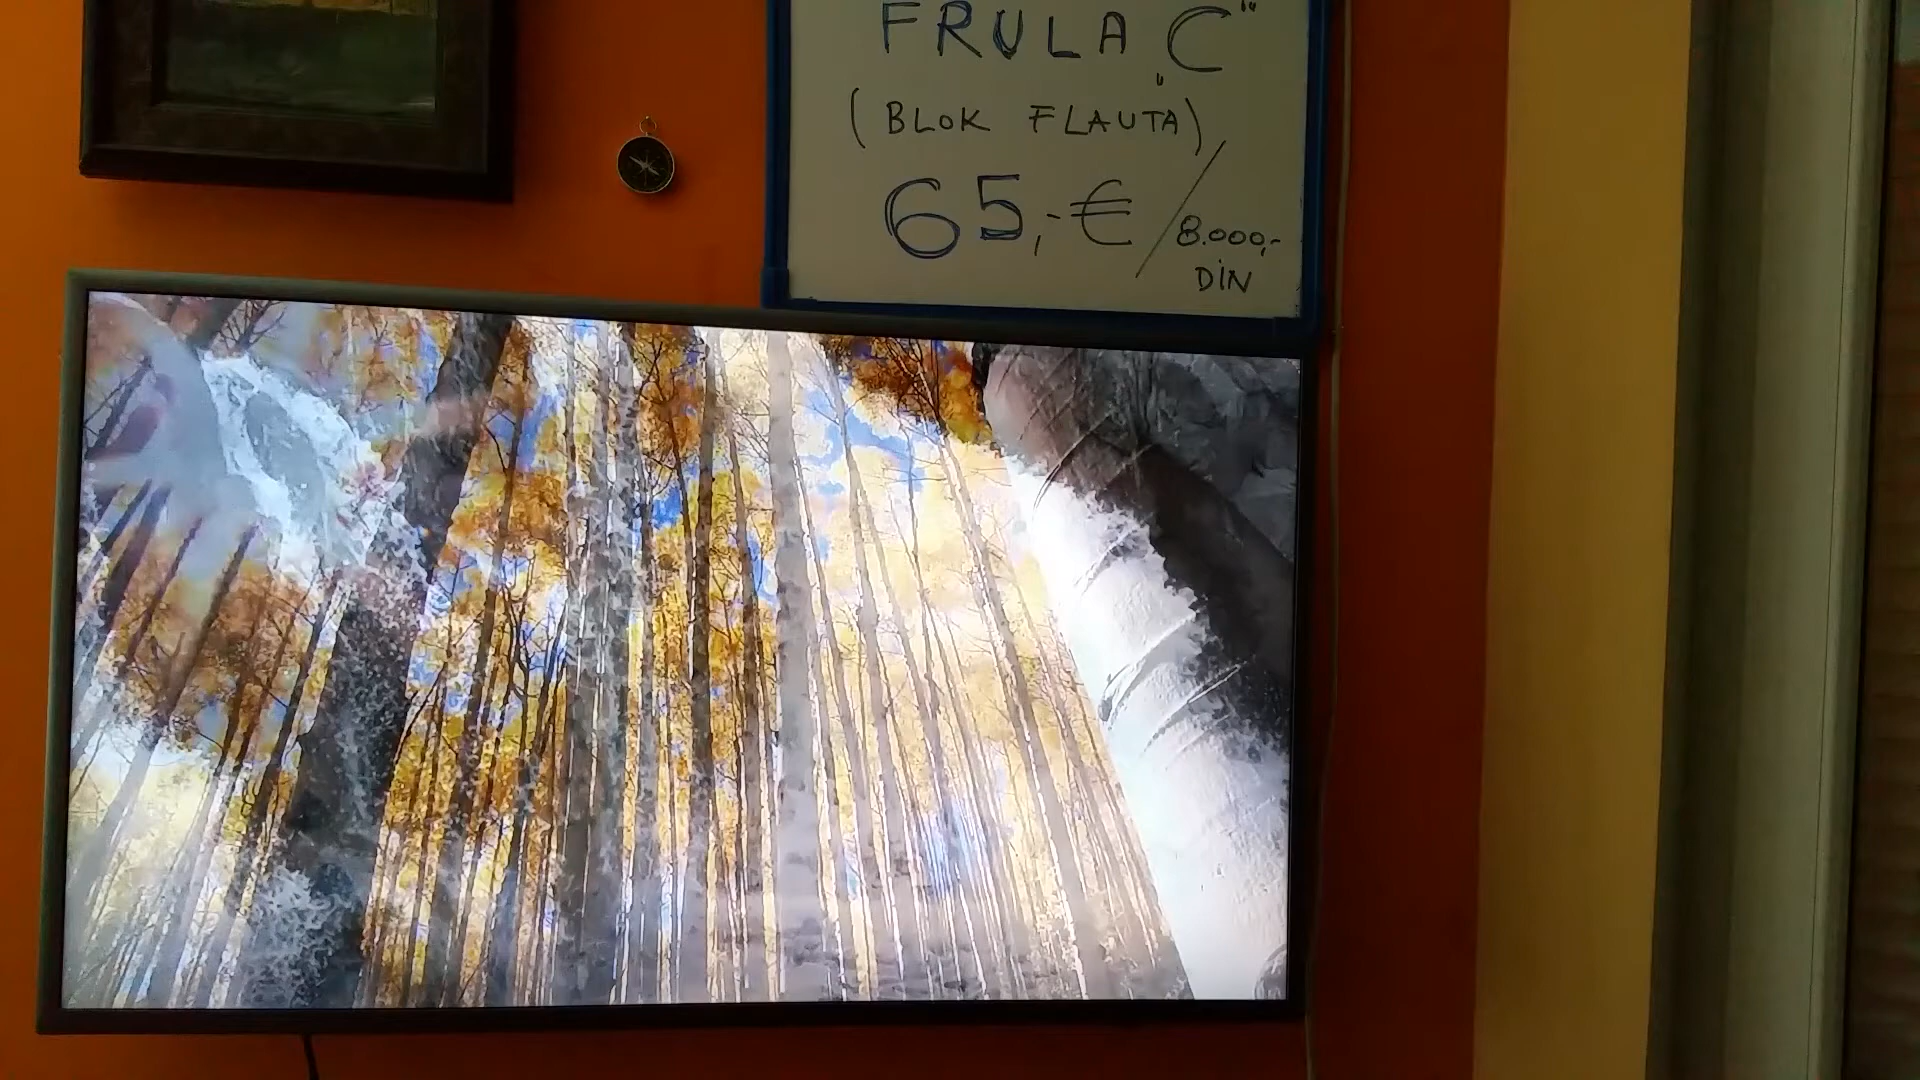 FRULA „C"
(BLOK FLAUTA)
65,-€/8.000,-
DIN